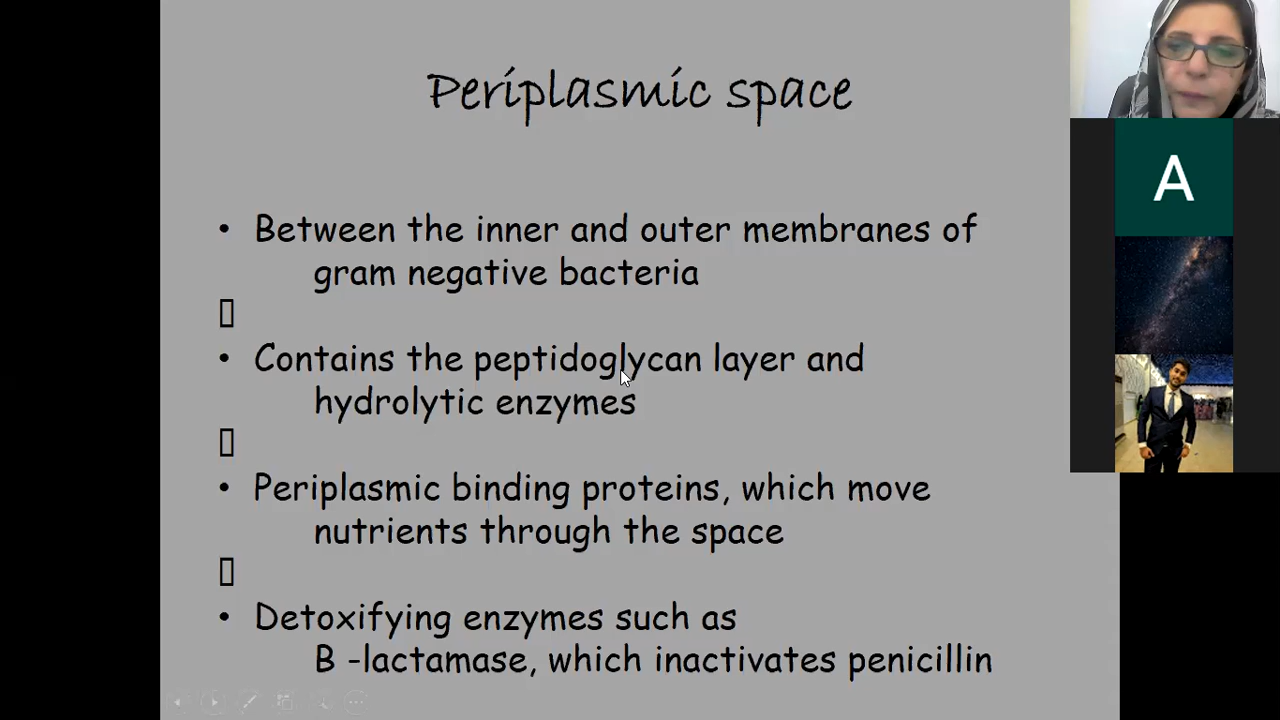 Periplasmic space
• Between the inner and outer membranes of
gram negative bacteria
• Contains the peptidoglycan layer and
hydrolytic enzymes
• Periplasmic binding proteins, which move
nutrients through the space
• Detoxifying enzymes such as
B -lactamase, which inactivates penicillin
A